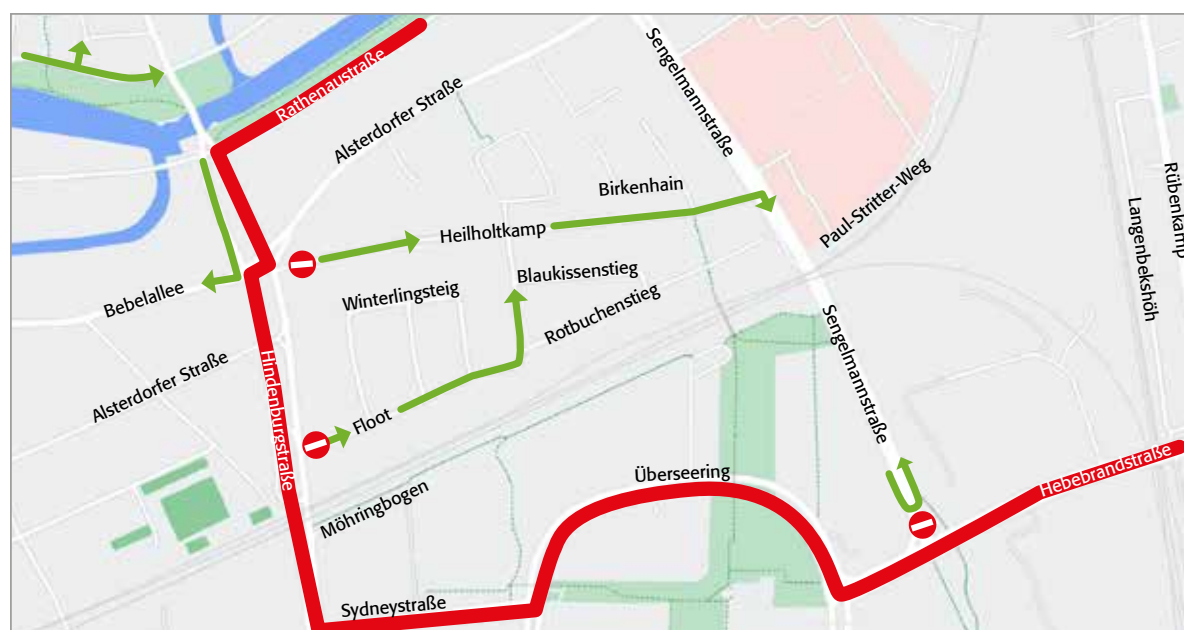 Rathenaustraße
Alsterdorfer Straße
Sengelmannstraße
Birkenhain
Paul-Stritter-Weg
Langenbekshöh
Rübenkamp
Heilholtkamp
Bebelallee
Winterlingsteig
Blaukissenstieg
Rotbuchenstieg
Sengelmannstraße
Alsterdorfer Straße
Hindenburgstraße
Floot
Möhringbogen
Überseering
Hebebrandstraße
Sydneystraße